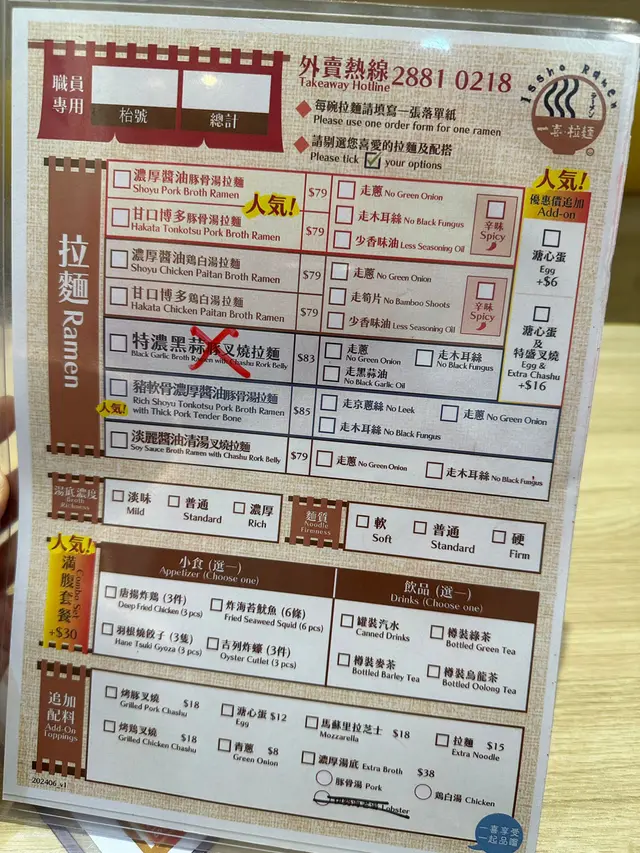 職員
專用
枱號
總計
外賣熱線 2881 0218
Takeaway Hotline
每碗拉麵請填寫一張落單紙
Please use one order form for one ramen
請剔選您喜愛的拉麵及配搭
Please tick your options
Issho Ramen
ラーメン
一喜·拉麵
拉麵 Ramen
濃厚醬油豚骨湯拉麵 $79
Shoyu Pork Broth Ramen
人気!
甘口博多豚骨湯拉麵 $79
Hakata Tonkotsu Pork Broth Ramen
走蔥 No Green Onion
走木耳絲 No Black Fungus
少香味油 Less Seasoning Oil
辛味
Spicy
濃厚醬油鶏白湯拉麵 $79
Shoyu Chicken Paitan Broth Ramen
甘口博多鶏白湯拉麵 $79
Hakata Chicken Paitan Broth Ramen
走蔥 No Green Onion
走筍片 No Bamboo Shoots
少香味油 Less Seasoning Oil
辛味
Spicy
特濃黑蒜豚叉燒拉麵 $83
Black Garlic Broth Ramen with Chashu Pork Belly
走蔥
No Green Onion
走木耳絲
No Black Fungus
走黑蒜油
No Black Garlic Oil
人気!
豬軟骨濃厚醬油豚骨湯拉麵 $85
Rich Shoyu Tonkotsu Pork Broth Ramen
with Thick Pork Tender Bone
走京蔥絲 No Leek
走蔥 No Green Onion
走木耳絲 No Black Fungus
淡麗醬油清湯叉燒拉麵 $79
Soy Sauce Broth Ramen with Chashu Pork Belly
走蔥 No Green Onion
走木耳絲 No Black Fungus
人気!
優惠價追加
Add-on
溏心蛋
Egg
+$6
溏心蛋
及
特盛叉燒
Egg &
Extra Chashu
+$16
湯底濃度
Broth
Richness
淡味
Mild
普通
Standard
濃厚
Rich
麵質
Noodle
Firmness
軟
Soft
普通
Standard
硬
Firm
人気!
滿腹套餐
Combo Set
+$30
小食 (選一)
Appetizer (Choose one)
唐揚炸鶏 (3件)
Deep Fried Chicken (3 pcs)
炸海苔魷魚 (6條)
Fried Seaweed Squid (6 pcs)
羽根燒餃子 (3隻)
Hane Tsuki Gyoza (3 pcs)
吉列炸蠔 (3件)
Oyster Cutlet (3 pcs)
飲品 (選一)
Drinks (Choose one)
罐裝汽水
Canned Drinks
樽裝綠茶
Bottled Green Tea
樽裝麥茶
Bottled Barley Tea
樽裝烏龍茶
Bottled Oolong Tea
追加
配料
Add-On
Toppings
烤豚叉燒 $18
Grilled Pork Chashu
溏心蛋 $12
Egg
馬蘇里拉芝士 $18
Mozzarella
拉麵 $15
Extra Noodle
烤鶏叉燒 $18
Grilled Chicken Chashu
青蔥 $8
Green Onion
濃厚湯底 Extra Broth $38
豚骨湯 Pork
鶏白湯 Chicken
Lobster
202406_v1
一喜享受
一起品嚐